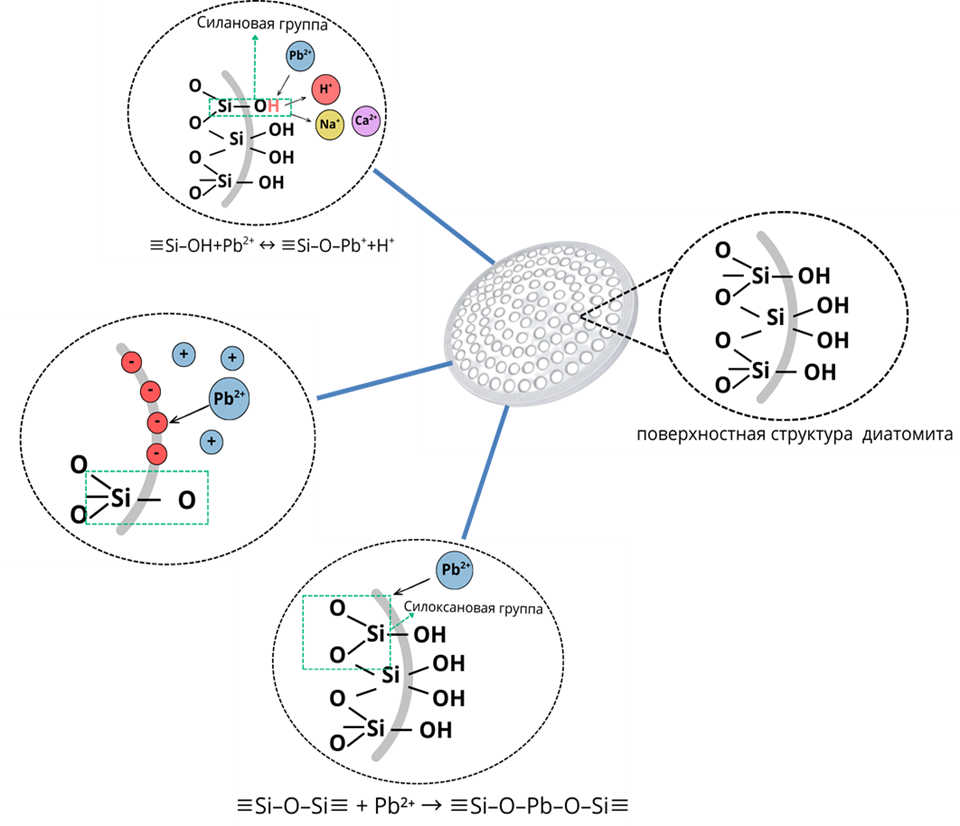 Силановая группа
Pb²⁺
O
H⁺
Si–OH
Na⁺
Ca²⁺
O
OH
Si
O
OH
Si–OH
O
≡Si–OH+Pb²⁺ ↔ ≡Si–O–Pb⁺+H⁺
O
Si–OH
O
OH
Si
O
OH
Si–OH
O
поверхностная структура диатомита
-
+
+
-
Pb²⁺
-
+
-
O
Si–O
O
Pb²⁺
Силоксановая группа
O
Si–OH
O
OH
Si
O
OH
Si–OH
O
≡Si–O–Si≡ + Pb²⁺ → ≡Si–O–Pb–O–Si≡